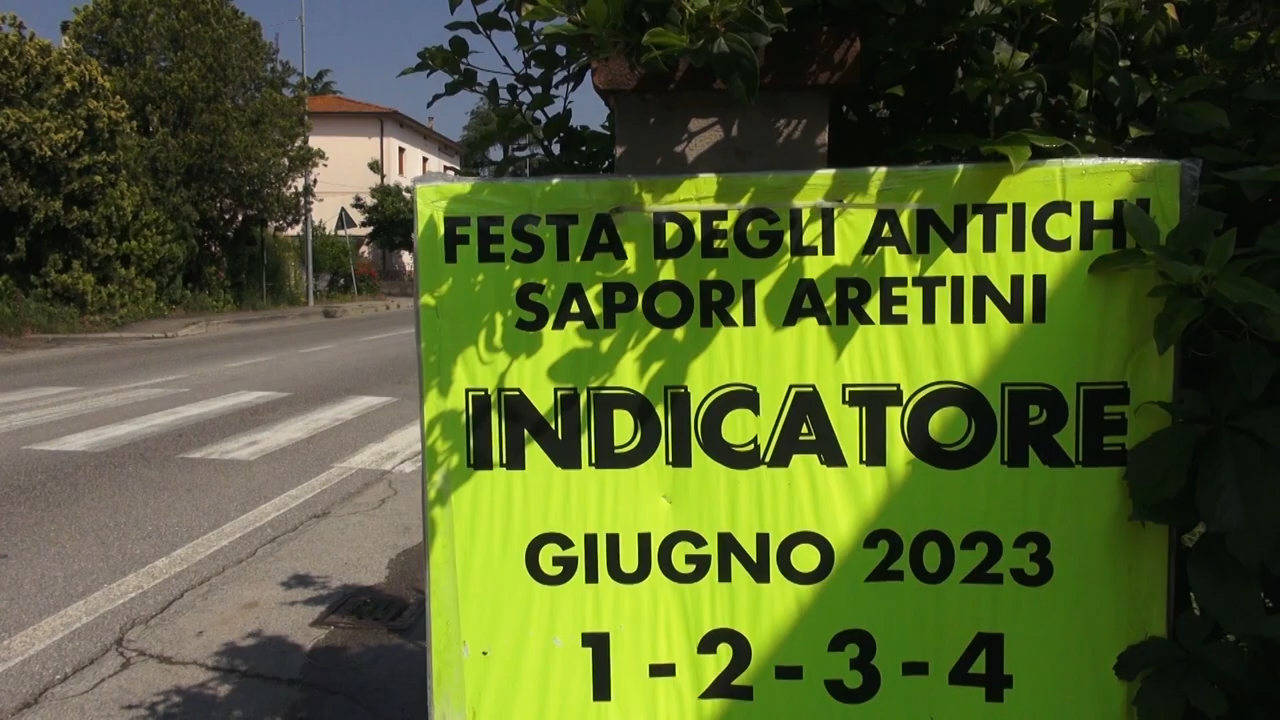 FESTA DEGLI ANTICHI
SAPORI ARETINI
INDICATORE
GIUGNO 2023
1-2-3-4